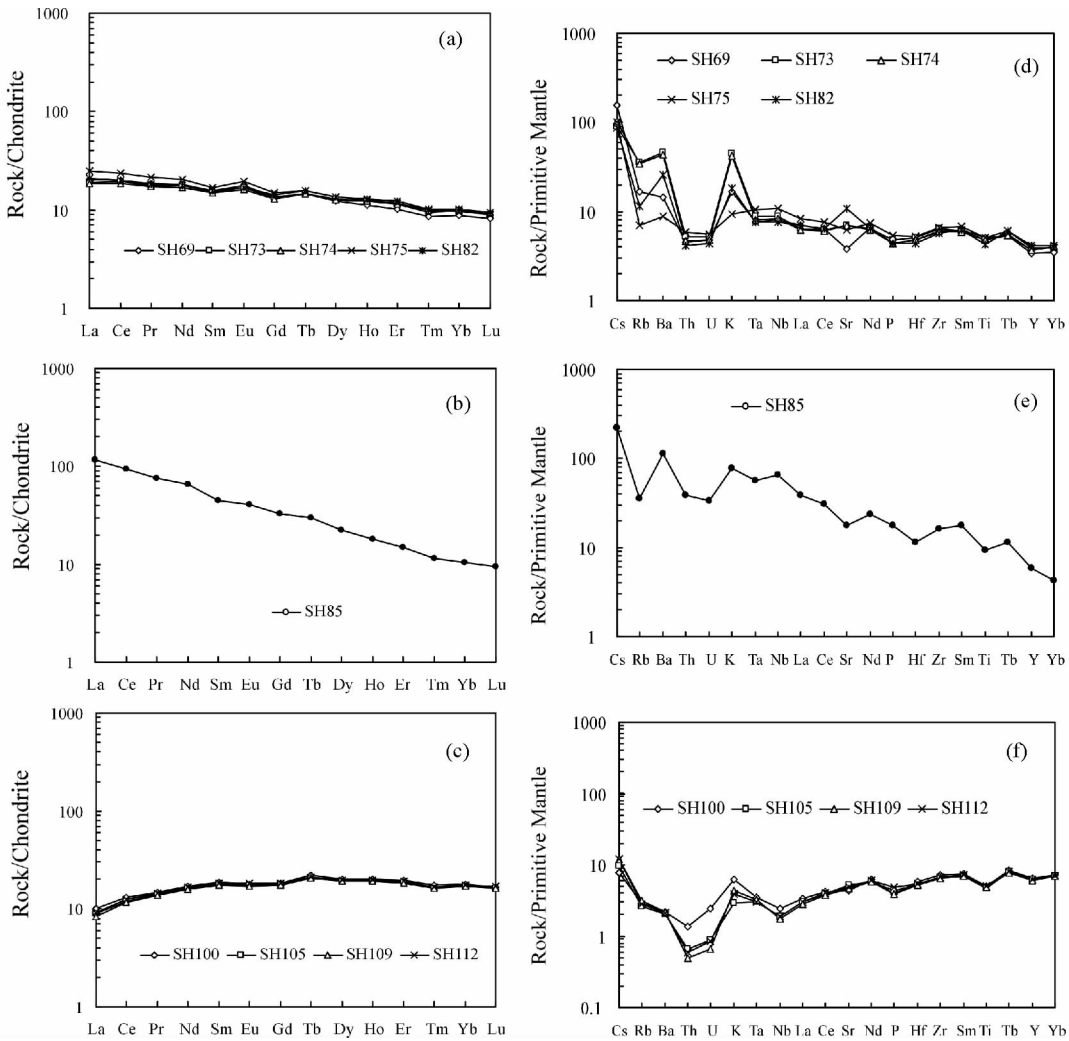 1000
(a)
100
Rock/Chondrite
10
SH69 SH73 SH74 SH75 SH82
1
La Ce Pr Nd Sm Eu Gd Tb Dy Ho Er Tm Yb Lu
1000
(d)
SH69 SH73 SH74
SH75 SH82
100
Rock/Primitive Mantle
10
1
Cs Rb Ba Th U K Ta Nb La Ce Sr Nd P Hf Zr Sm Ti Tb Y Yb
1000
(b)
100
Rock/Chondrite
10
SH85
1
La Ce Pr Nd Sm Eu Gd Tb Dy Ho Er Tm Yb Lu
1000
(e)
SH85
100
Rock/Primitive Mantle
10
1
Cs Rb Ba Th U K Ta Nb La Ce Sr Nd P Hf Zr Sm Ti Tb Y Yb
1000
(c)
100
Rock/Chondrite
10
SH100 SH105 SH109 SH112
1
La Ce Pr Nd Sm Eu Gd Tb Dy Ho Er Tm Yb Lu
1000
(f)
100
SH100 SH105 SH109 SH112
Rock/Primitive Mantle
10
1
0.1
Cs Rb Ba Th U K Ta Nb La Ce Sr Nd P Hf Zr Sm Ti Tb Y Yb